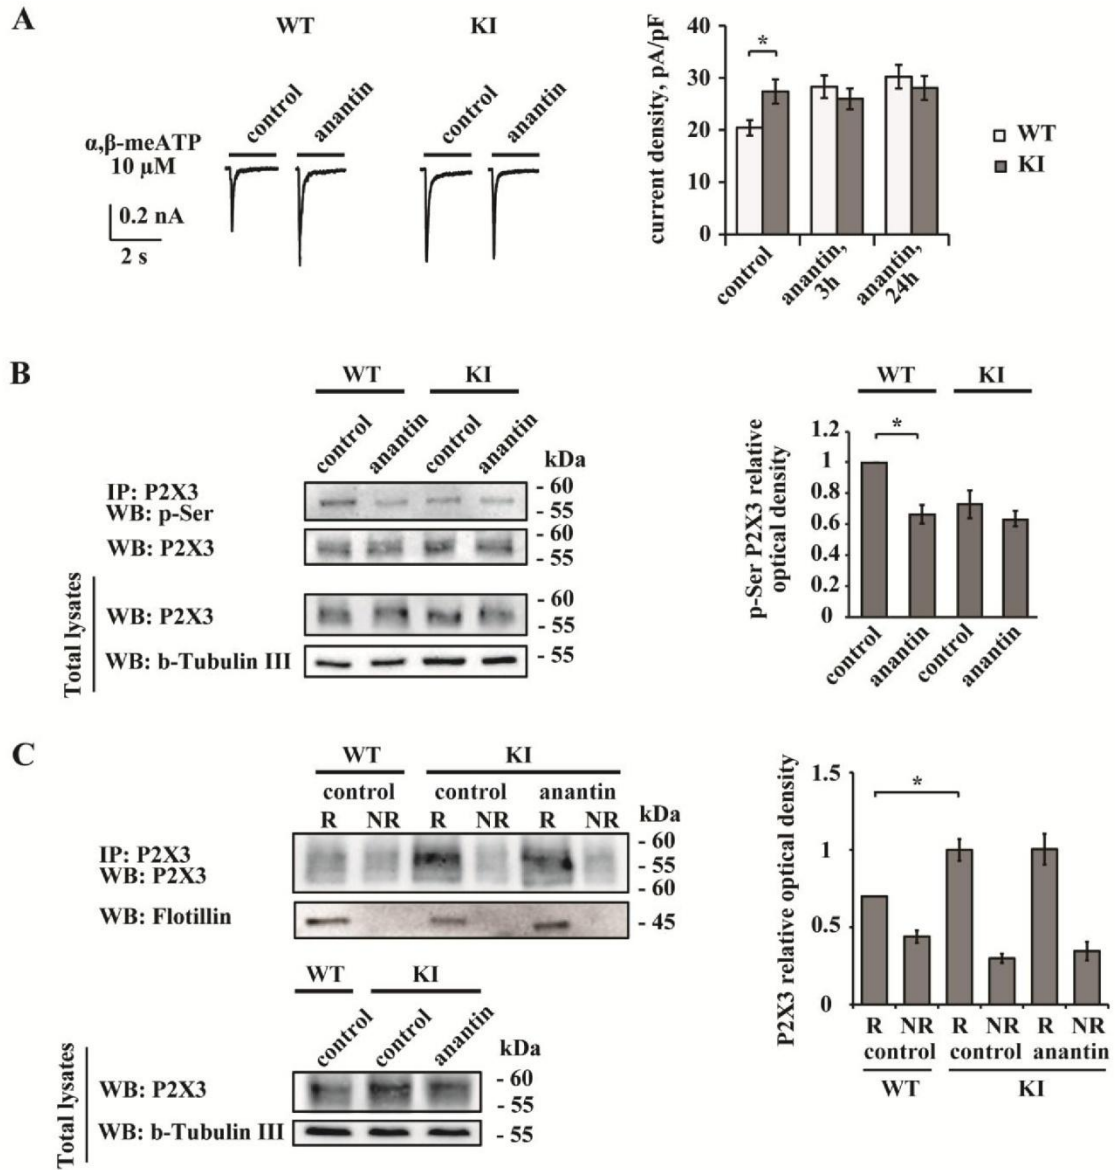 A
WT
KI
control
anantin
control
anantin
α,β-meATP
10 µM
0.2 nA
2 s
current density, pA/pF
40
30
20
10
0
*
control
anantin,
3h
anantin,
24h
WT
KI
B
WT
KI
control
anantin
control
anantin
kDa
IP: P2X3
WB: p-Ser
- 60
- 55
WB: P2X3
- 60
- 55
Total lysates
WB: P2X3
- 60
- 55
WB: b-Tubulin III
- 55
WT
KI
p-Ser P2X3 relative
optical density
1.2
1
0.8
0.6
0.4
0.2
0
*
control
anantin
control
anantin
C
WT
KI
control
control
anantin
R
NR
R
NR
R
NR
kDa
IP: P2X3
WB: P2X3
- 60
- 55
- 60
WB: Flotillin
- 45
WT
KI
control
control
anantin
kDa
Total lysates
WB: P2X3
- 60
- 55
WB: b-Tubulin III
- 55
P2X3 relative optical density
1.5
1
0.5
0
*
R
NR
R
NR
R
NR
control
control
anantin
WT
KI